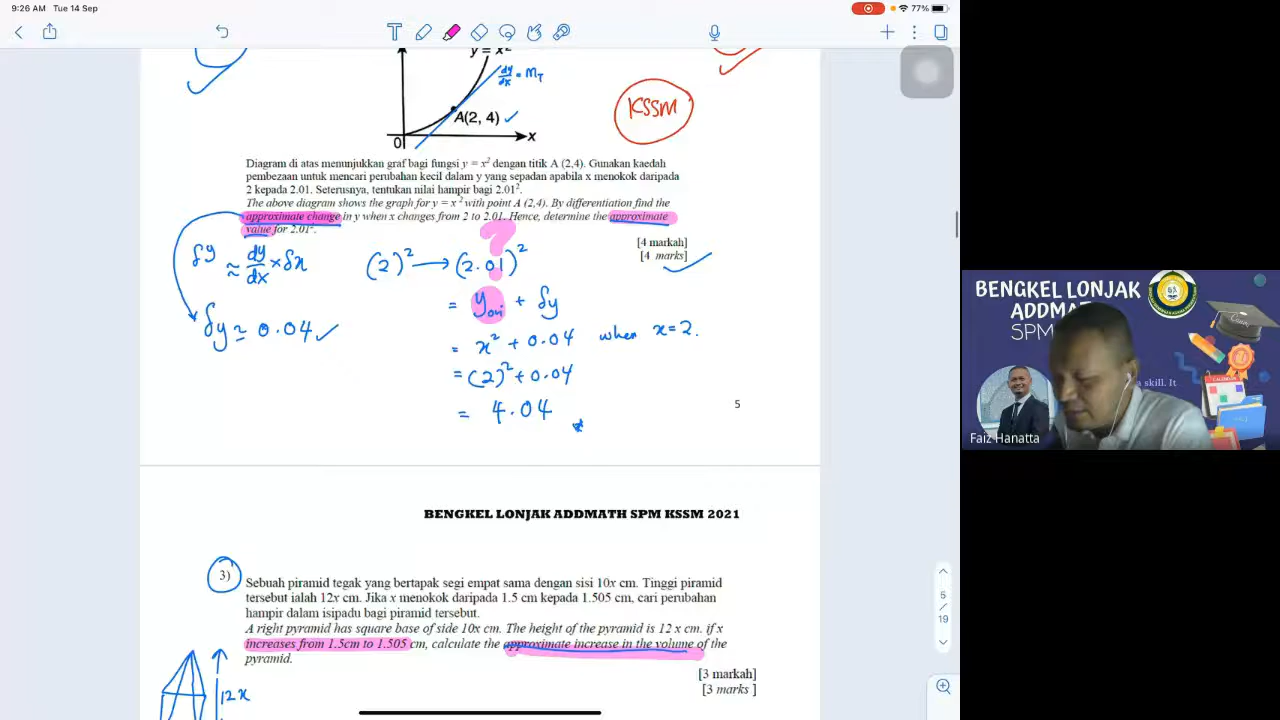 9:26 AM Tue 14 Sep
77%
y = x²
dy/dx = m_T
A(2, 4) ✓
0
x
KSSM
Diagram di atas menunjukkan graf bagi fungsi y = x² dengan titik A (2,4). Gunakan kaedah
pembezaan untuk mencari perubahan kecil dalam y yang sepadan apabila x menokok daripada
2 kepada 2.01. Seterusnya, tentukan nilai hampir bagi 2.01².
The above diagram shows the graph for y = x² with point A (2,4). By differentiation find the
approximate change in y when x changes from 2 to 2.01. Hence, determine the approximate
value for 2.01².
[4 markah]
[4 marks]
?
δy ≈ dy/dx × δx
(2)² → (2.01)²
= y_ori + δy
δy ≈ 0.04 ✓
= x² + 0.04 when x=2.
= (2)² + 0.04
= 4.04
5
BENGKEL LONJAK ADDMATH SPM KSSM 2021
3)
Sebuah piramid tegak yang bertapak segi empat sama dengan sisi 10x cm. Tinggi piramid
tersebut ialah 12x cm. Jika x menokok daripada 1.5 cm kepada 1.505 cm, cari perubahan
hampir dalam isipadu bagi piramid tersebut.
A right pyramid has square base of side 10x cm. The height of the pyramid is 12 x cm. if x
increases from 1.5cm to 1.505 cm, calculate the approximate increase in the volume of the
pyramid.
[3 markah]
[3 marks ]
12x
5
/
19
BENGKEL LONJAK
ADDMA
SPM
skill. It
Faiz Hanatta